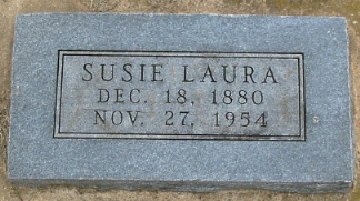 SUSIE LAURA
DEC. 18, 1880
NOV. 27, 1954